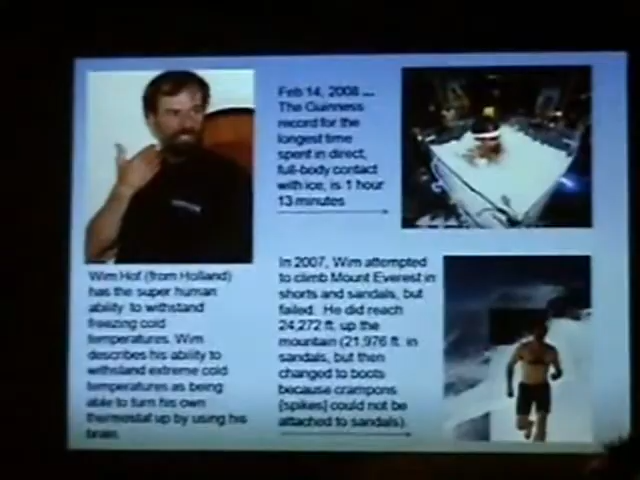 Wim Hof (from Holland)
has the super human
ability to withstand
freezing cold
temperatures. Wim
describes his ability to
withstand extreme cold
temperatures as being
able to turn his own
thermostat up by using his
brain.
Feb 14, 2008 ...
The Guinness
record for the
longest time
spent in direct,
full-body contact
with ice, is 1 hour
13 minutes
In 2007, Wim attempted
to climb Mount Everest in
shorts and sandals, but
failed. He did reach
24,272 ft. up the
mountain (21,976 ft. in
sandals, but then
changed to boots
because crampons
[spikes] could not be
attached to sandals).